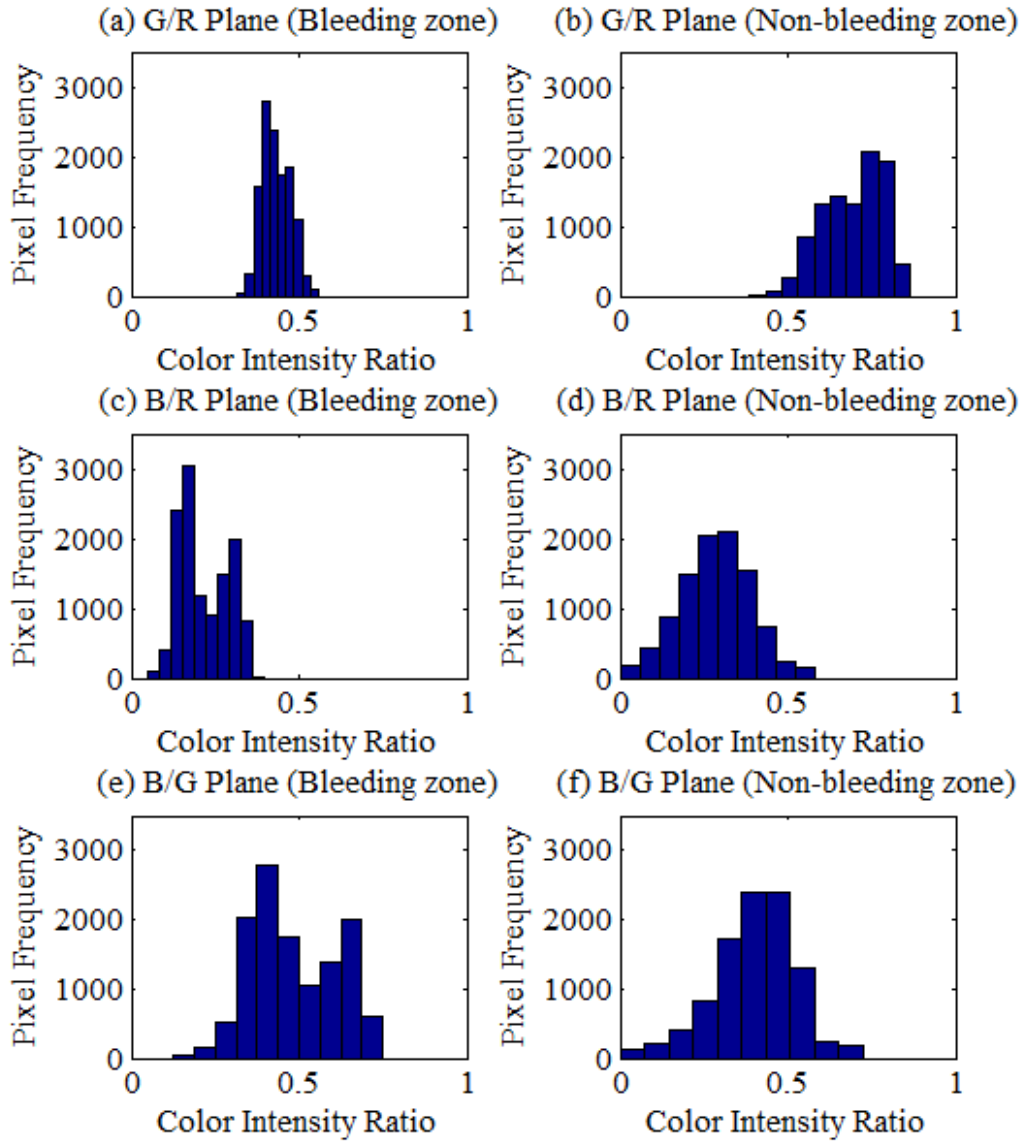 (a) G/R Plane (Bleeding zone)
Pixel Frequency
3000
2000
1000
0
0 0.5 1
Color Intensity Ratio
(b) G/R Plane (Non-bleeding zone)
Pixel Frequency
3000
2000
1000
0
0 0.5 1
Color Intensity Ratio
(c) B/R Plane (Bleeding zone)
Pixel Frequency
3000
2000
1000
0
0 0.5 1
Color Intensity Ratio
(d) B/R Plane (Non-bleeding zone)
Pixel Frequency
3000
2000
1000
0
0 0.5 1
Color Intensity Ratio
(e) B/G Plane (Bleeding zone)
Pixel Frequency
3000
2000
1000
0
0 0.5 1
Color Intensity Ratio
(f) B/G Plane (Non-bleeding zone)
Pixel Frequency
3000
2000
1000
0
0 0.5 1
Color Intensity Ratio